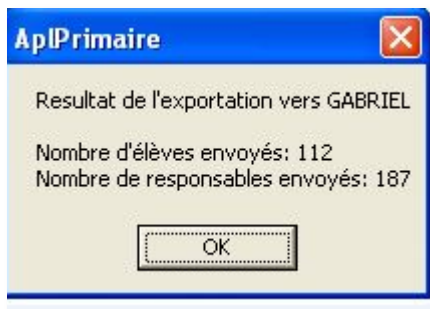 AplPrimaire
Resultat de l'exportation vers GABRIEL
Nombre d'élèves envoyés: 112
Nombre de responsables envoyés: 187
OK